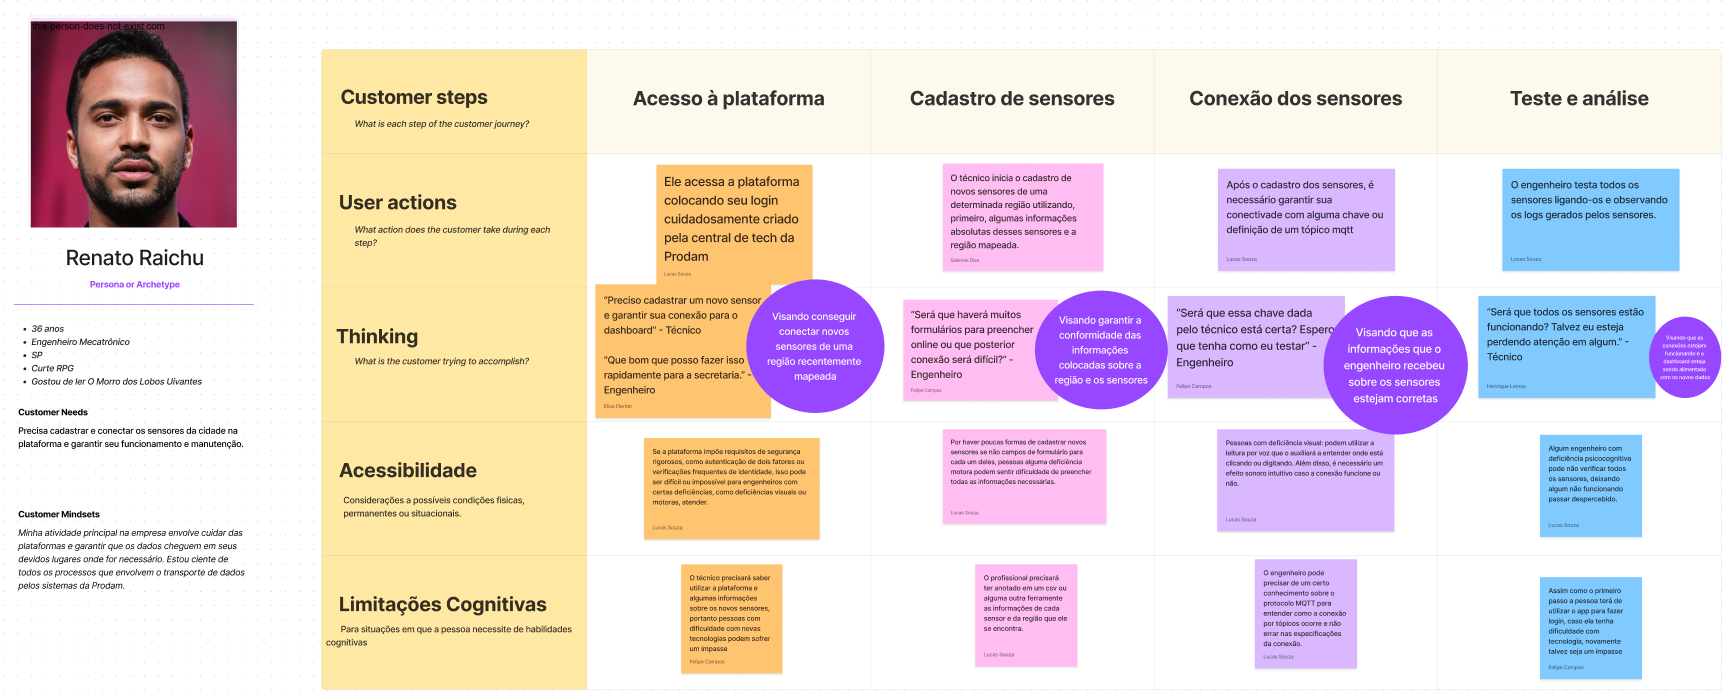 this-person-does-not-exist.com
Renato Raichu
Persona or Archetype
• 36 anos
• Engenheiro Mecatrônico
• SP
• Curte RPG
• Gostou de ler O Morro dos Lobos Uivantes
Customer Needs
Precisa cadastrar e conectar os sensores da cidade na
plataforma e garantir seu funcionamento e manutenção.
Customer Mindsets
Minha atividade principal na empresa envolve cuidar das
plataformas e garantir que os dados cheguem em seus
devidos lugares onde for necessário. Estou ciente de
todos os processos que envolvem o transporte de dados
pelos sistemas da Prodam.
Customer steps
What is each step of the customer journey?
Acesso à plataforma
Cadastro de sensores
Conexão dos sensores
Teste e análise
User actions
What action does the customer take during each
step?
Ele acessa a plataforma
colocando seu login
cuidadosamente criado
pela central de tech da
Prodam
Lucas Souza
O técnico inicia o cadastro de
novos sensores de uma
determinada região utilizando,
primeiro, algumas informações
absolutas desses sensores e a
região mapeada.
Gabriela Dias
Após o cadastro dos sensores, é
necessário garantir sua
conectivade com alguma chave ou
definição de um tópico mqtt
Lucas Souza
O engenheiro testa todos os
sensores ligando-os e observando
os logs gerados pelos sensores.
Lucas Souza
Thinking
What is the customer trying to accomplish?
"Preciso cadastrar um novo sensor
e garantir sua conexão para o
dashboard" - Técnico
"Que bom que posso fazer isso
rapidamente para a secretaria." -
Engenheiro
Elisa Flemer
Visando conseguir
conectar novos
sensores de uma
região recentemente
mapeada
"Será que haverá muitos
formulários para preencher
online ou que posterior
conexão será difícil?" -
Engenheiro
Felipe Campos
Visando garantir a
conformidade das
informações
colocadas sobre a
região e os sensores
"Será que essa chave dada
pelo técnico está certa? Espero
que tenha como eu testar" -
Engenheiro
Felipe Campos
Visando que as
informações que o
engenheiro recebeu
sobre os sensores
estejam corretas
"Será que todos os sensores estão
funcionando? Talvez eu esteja
perdendo atenção em algum." -
Técnico
Henrique Lemos
Visando que as
conexões estejam
funcionando e o
dashboard esteja
sendo alimentado
com os novos dados
Acessibilidade
Considerações a possíveis condições físicas,
permanentes ou situacionais.
Se a plataforma impõe requisitos de segurança
rigorosos, como autenticação de dois fatores ou
verificações frequentes de identidade, isso pode
ser difícil ou impossível para engenheiros com
certas deficiências, como deficiências visuais ou
motoras, atender.
Lucas Souza
Por haver poucas formas de cadastrar novos
sensores se não campos de formulário para
cada um deles, pessoas alguma deficiência
motora podem sentir dificuldade de preencher
todas as informações necessárias.
Lucas Souza
Pessoas com deficiência visual: podem utilizar a
leitura por voz que o auxiliará a entender onde está
clicando ou digitando. Além disso, é necessário um
efeito sonoro intuitivo caso a conexão funcione ou
não.
Lucas Souza
Algum engenheiro com
deficiência psicocognitiva
pode não verificar todos
os sensores, deixando
algum não funcionando
passar despercebido.
Lucas Souza
Limitações Cognitivas
Para situações em que a pessoa necessite de habilidades
cognitivas
O técnico precisará saber
utilizar a plataforma e
algumas informações
sobre os novos sensores,
portanto pessoas com
dificuldade com novas
tecnologias podem sofrer
um impasse
Felipe Campos
O profissional precisará
ter anotado em um csv ou
alguma outra ferramente
as informações de cada
sensor e da região que ele
se encontra.
Lucas Souza
O engenheiro pode
precisar de um certo
conhecimento sobre o
protocolo MQTT para
entender como a conexão
por tópicos ocorre e não
errar nas especificações
da conexão.
Lucas Souza
Assim como o primeiro
passo a pessoa terá de
utilizar o app para fazer
login, caso ela tenha
dificuldade com
tecnologia, novamente
talvez seja um impasse
Felipe Campos